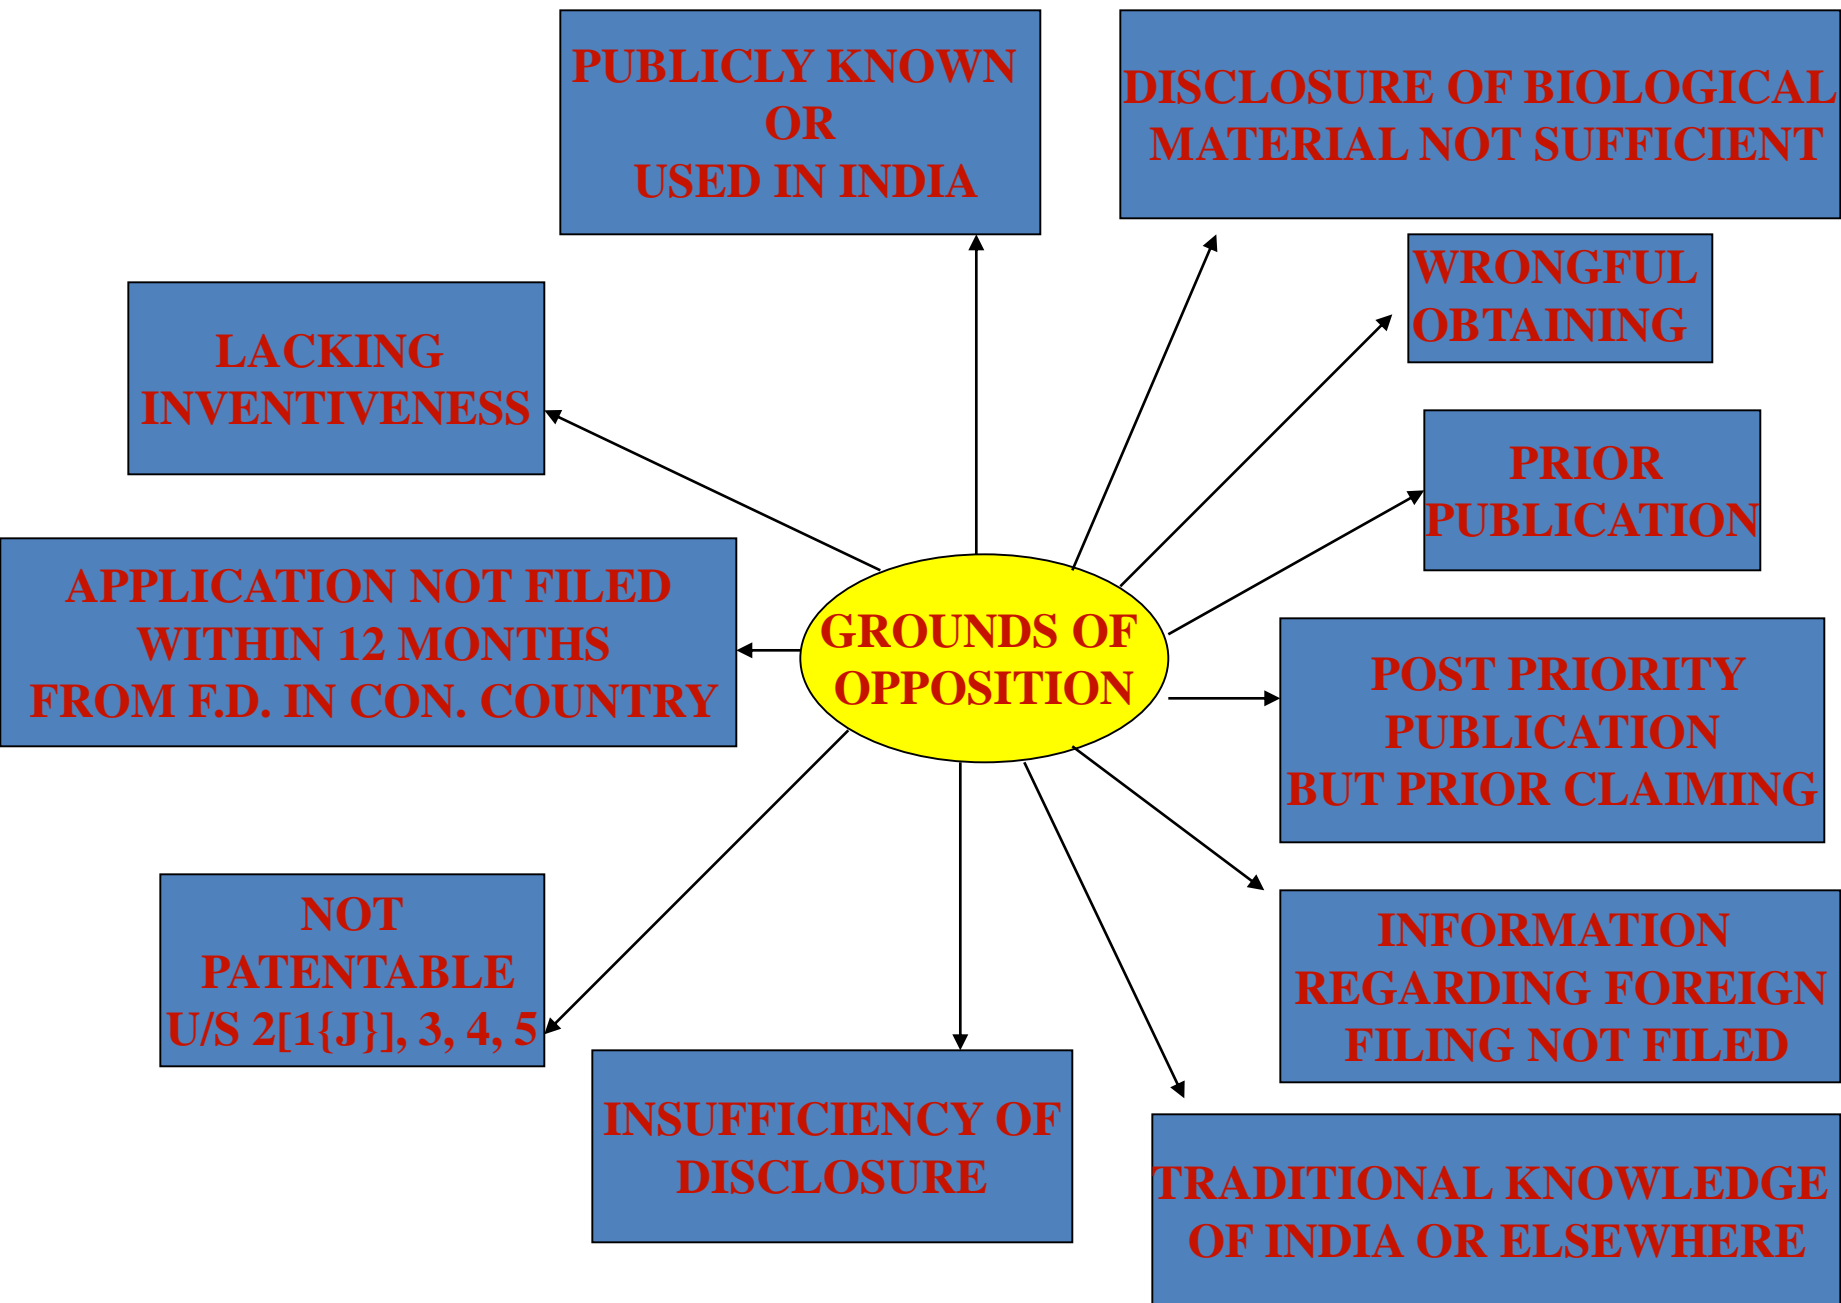 PUBLICLY KNOWN
OR
USED IN INDIA
DISCLOSURE OF BIOLOGICAL
MATERIAL NOT SUFFICIENT
WRONGFUL
OBTAINING
LACKING
INVENTIVENESS
PRIOR
PUBLICATION
APPLICATION NOT FILED
WITHIN 12 MONTHS
FROM F.D. IN CON. COUNTRY
GROUNDS OF
OPPOSITION
POST PRIORITY
PUBLICATION
BUT PRIOR CLAIMING
NOT
PATENTABLE
U/S 2[1{J}], 3, 4, 5
INFORMATION
REGARDING FOREIGN
FILING NOT FILED
INSUFFICIENCY OF
DISCLOSURE
TRADITIONAL KNOWLEDGE
OF INDIA OR ELSEWHERE